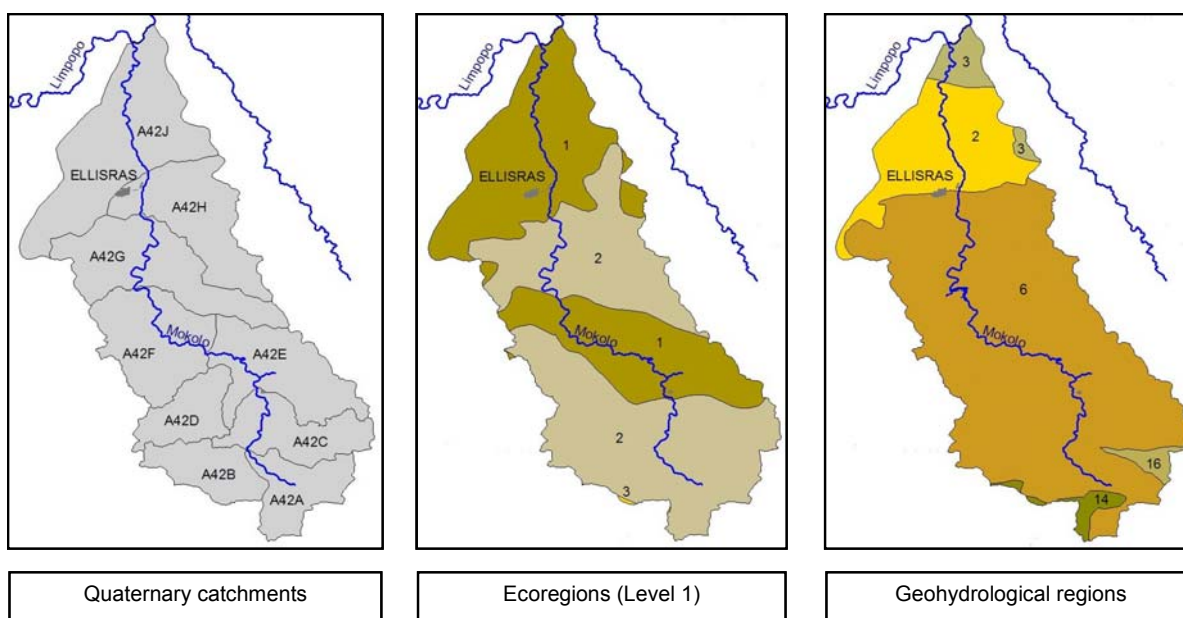 Limpopo
A42J
ELLISRAS
A42H
A42G
Mokolo
A42F
A42E
A42D
A42C
A42B
A42A
Quaternary catchments
Limpopo
1
ELLISRAS
2
Mokolo
1
2
3
Ecoregions (Level 1)
Limpopo
3
2
3
ELLISRAS
6
Mokolo
16
14
Geohydrological regions